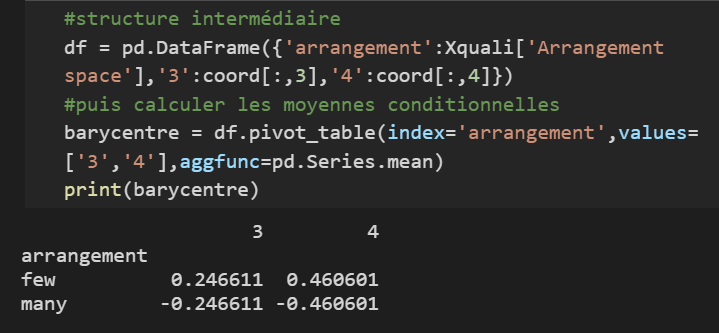 #structure intermédiaire
df = pd.DataFrame({'arrangement':Xquali['Arrangement
space'],'3':coord[:,3],'4':coord[:,4]})
#puis calculer les moyennes conditionnelles
barycentre = df.pivot_table(index='arrangement',values=
['3','4'],aggfunc=pd.Series.mean)
print(barycentre)
3 4
arrangement
few 0.246611 0.460601
many -0.246611 -0.460601